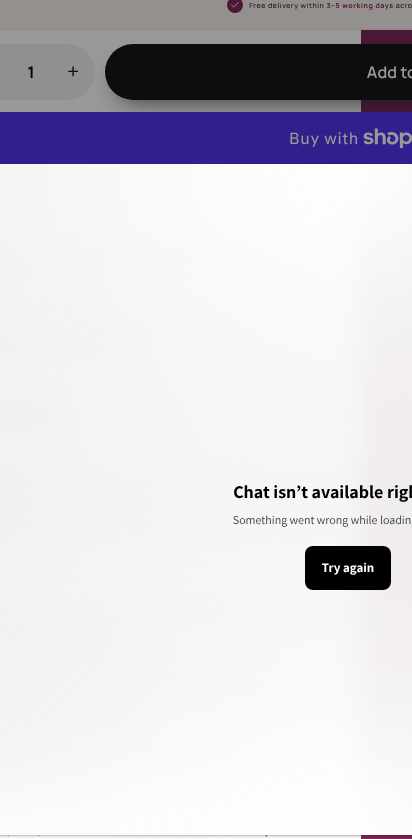 Free delivery within 3-5 working days acro
1 +
Add to
Buy with shop
Chat isn't available righ
Something went wrong while loadin
Try again